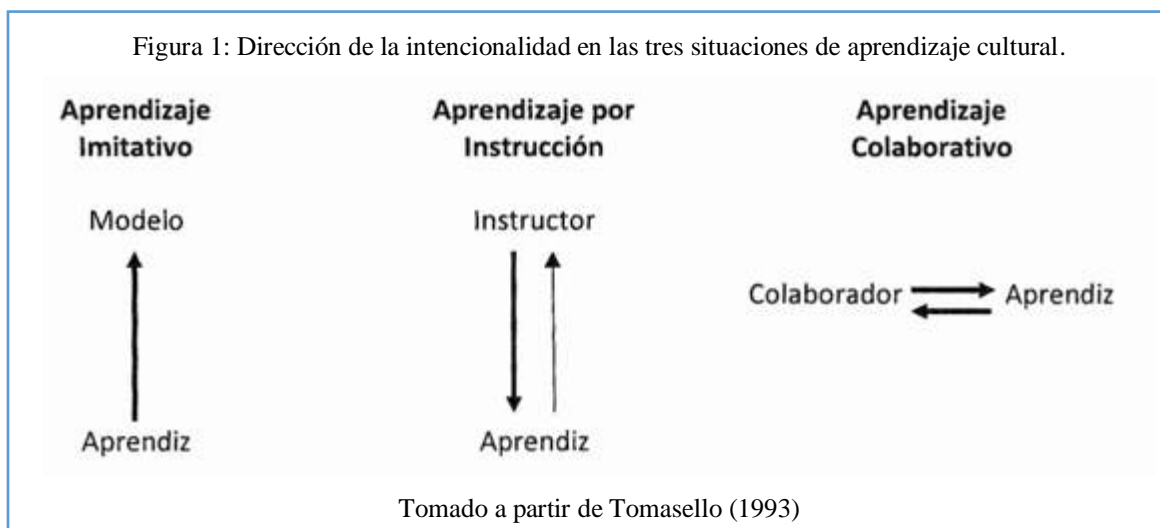 Figura 1: Dirección de la intencionalidad en las tres situaciones de aprendizaje cultural.
Aprendizaje
Imitativo
Modelo
Aprendiz
Aprendizaje por
Instrucción
Instructor
Aprendiz
Aprendizaje
Colaborativo
Colaborador
Aprendiz
Tomado a partir de Tomasello (1993)